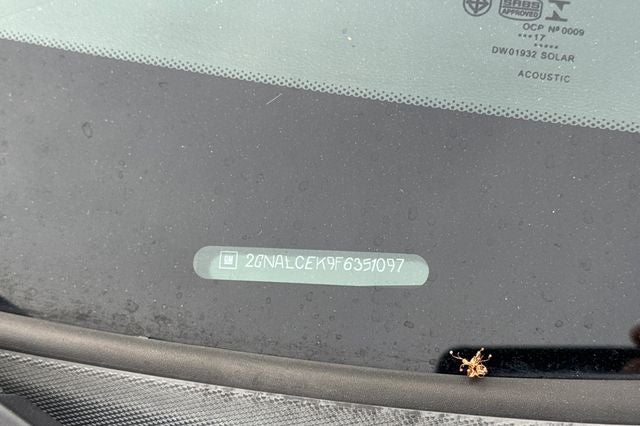 SABS
APPROVED
OCP Nº0009
***17
*****
DW01932 SOLAR
ACOUSTIC
GM 2GNALCEK9F6351097